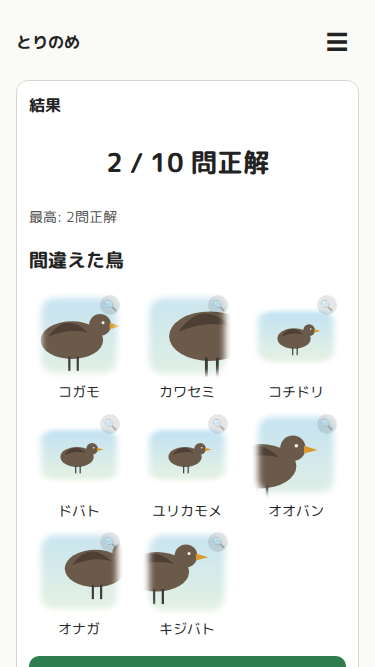 とりのめ
結果
2 / 10 問正解
最高: 2問正解
間違えた鳥
コガモ
カワセミ
コチドリ
ドバト
ユリカモメ
オオバン
オナガ
キジバト